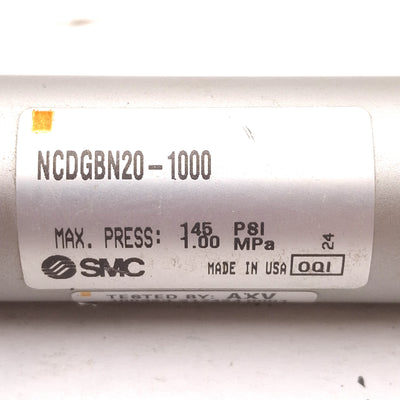 NCDGBN20-1000
MAX. PRESS: 145 PSI
1.00 MPa
24
SMC
MADE IN USA OQI
TESTED BY: AXV